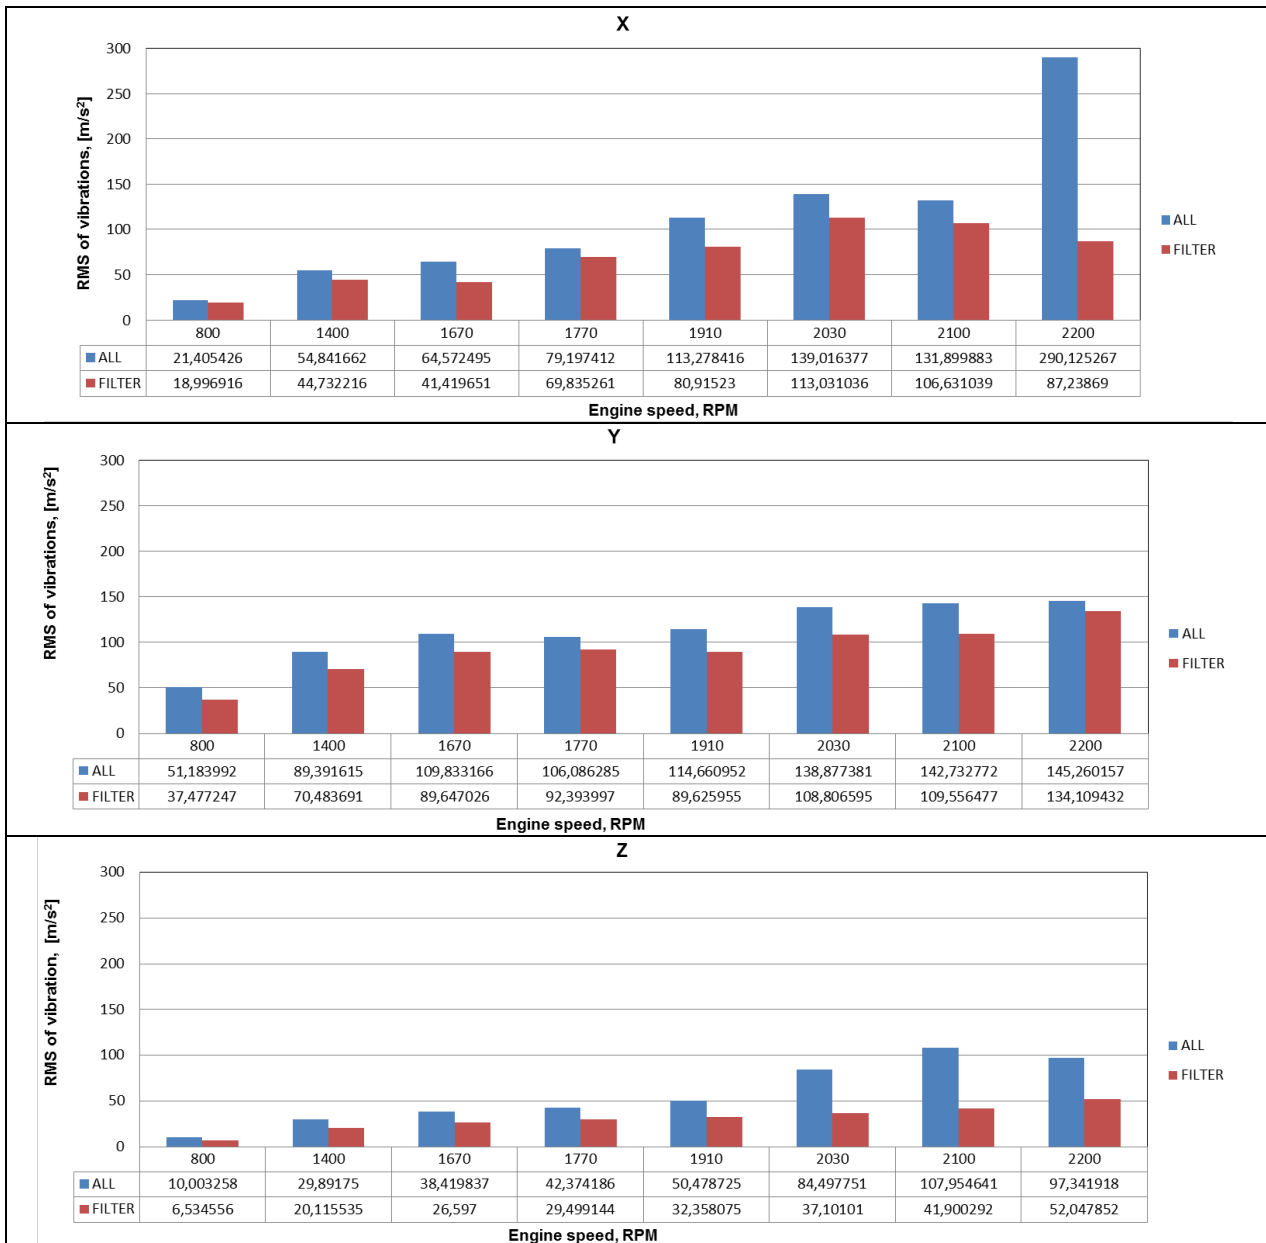 X
300
250
200
150
100
50
0
RMS of vibrations, [m/s²]
ALL
FILTER
800 1400 1670 1770 1910 2030 2100 2200
ALL 21,405426 54,841662 64,572495 79,197412 113,278416 139,016377 131,899883 290,125267
FILTER 18,996916 44,732216 41,419651 69,835261 80,91523 113,031036 106,631039 87,23869
Engine speed, RPM
Y
300
250
200
150
100
50
0
RMS of vibrations, [m/s²]
ALL
FILTER
800 1400 1670 1770 1910 2030 2100 2200
ALL 51,183992 89,391615 109,833166 106,086285 114,660952 138,877381 142,732772 145,260157
FILTER 37,477247 70,483691 89,647026 92,393997 89,625955 108,806595 109,556477 134,109432
Engine speed, RPM
Z
300
250
200
150
100
50
0
RMS of vibration, [m/s²]
ALL
FILTER
800 1400 1670 1770 1910 2030 2100 2200
ALL 10,003258 29,89175 38,419837 42,374186 50,478725 84,497751 107,954641 97,341918
FILTER 6,534556 20,115535 26,597 29,499144 32,358075 37,10101 41,900292 52,047852
Engine speed, RPM